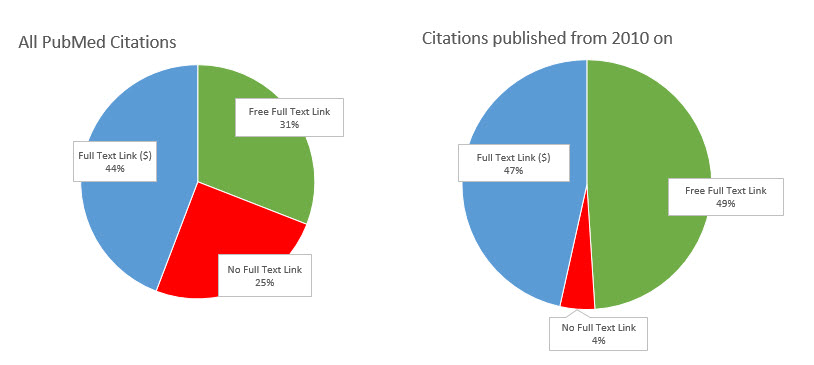 All PubMed Citations
Free Full Text Link
31%
Full Text Link ($)
44%
No Full Text Link
25%
Citations published from 2010 on
Full Text Link ($)
47%
Free Full Text Link
49%
No Full Text Link
4%